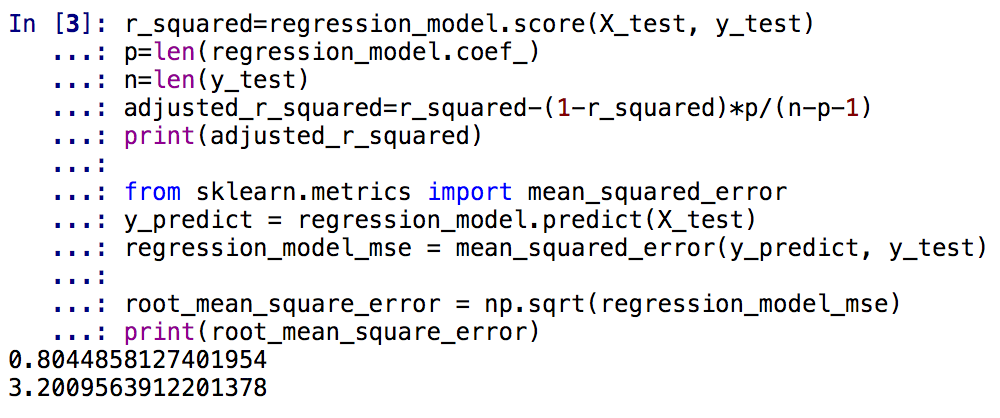 In [3]: r_squared=regression_model.score(X_test, y_test)
...: p=len(regression_model.coef_)
...: n=len(y_test)
...: adjusted_r_squared=r_squared-(1-r_squared)*p/(n-p-1)
...: print(adjusted_r_squared)
...:
...: from sklearn.metrics import mean_squared_error
...: y_predict = regression_model.predict(X_test)
...: regression_model_mse = mean_squared_error(y_predict, y_test)
...:
...: root_mean_square_error = np.sqrt(regression_model_mse)
...: print(root_mean_square_error)
0.8044858127401954
3.2009563912201378